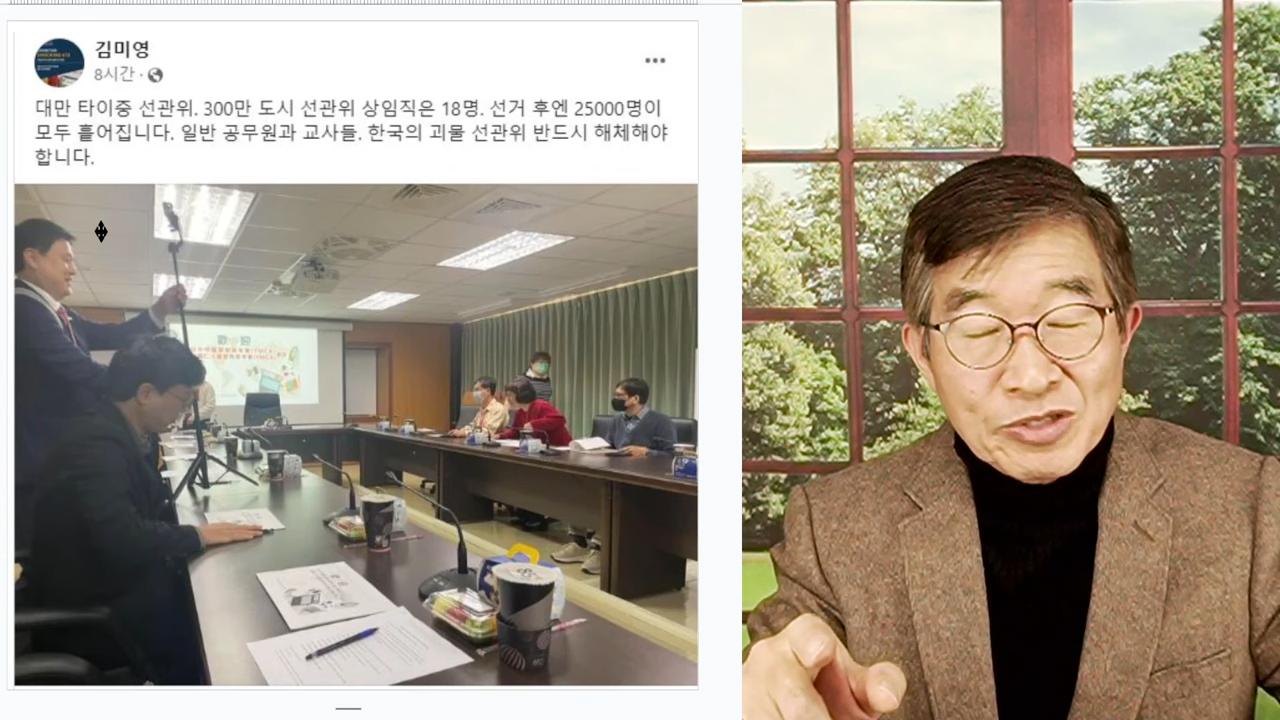 김미영
8시간 ·
대만 타이중 선관위. 300만 도시 선관위 상임직은 18명. 선거 후엔 25000명이
모두 흩어집니다. 일반 공무원과 교사들. 한국의 괴물 선관위 반드시 해체해야
합니다.